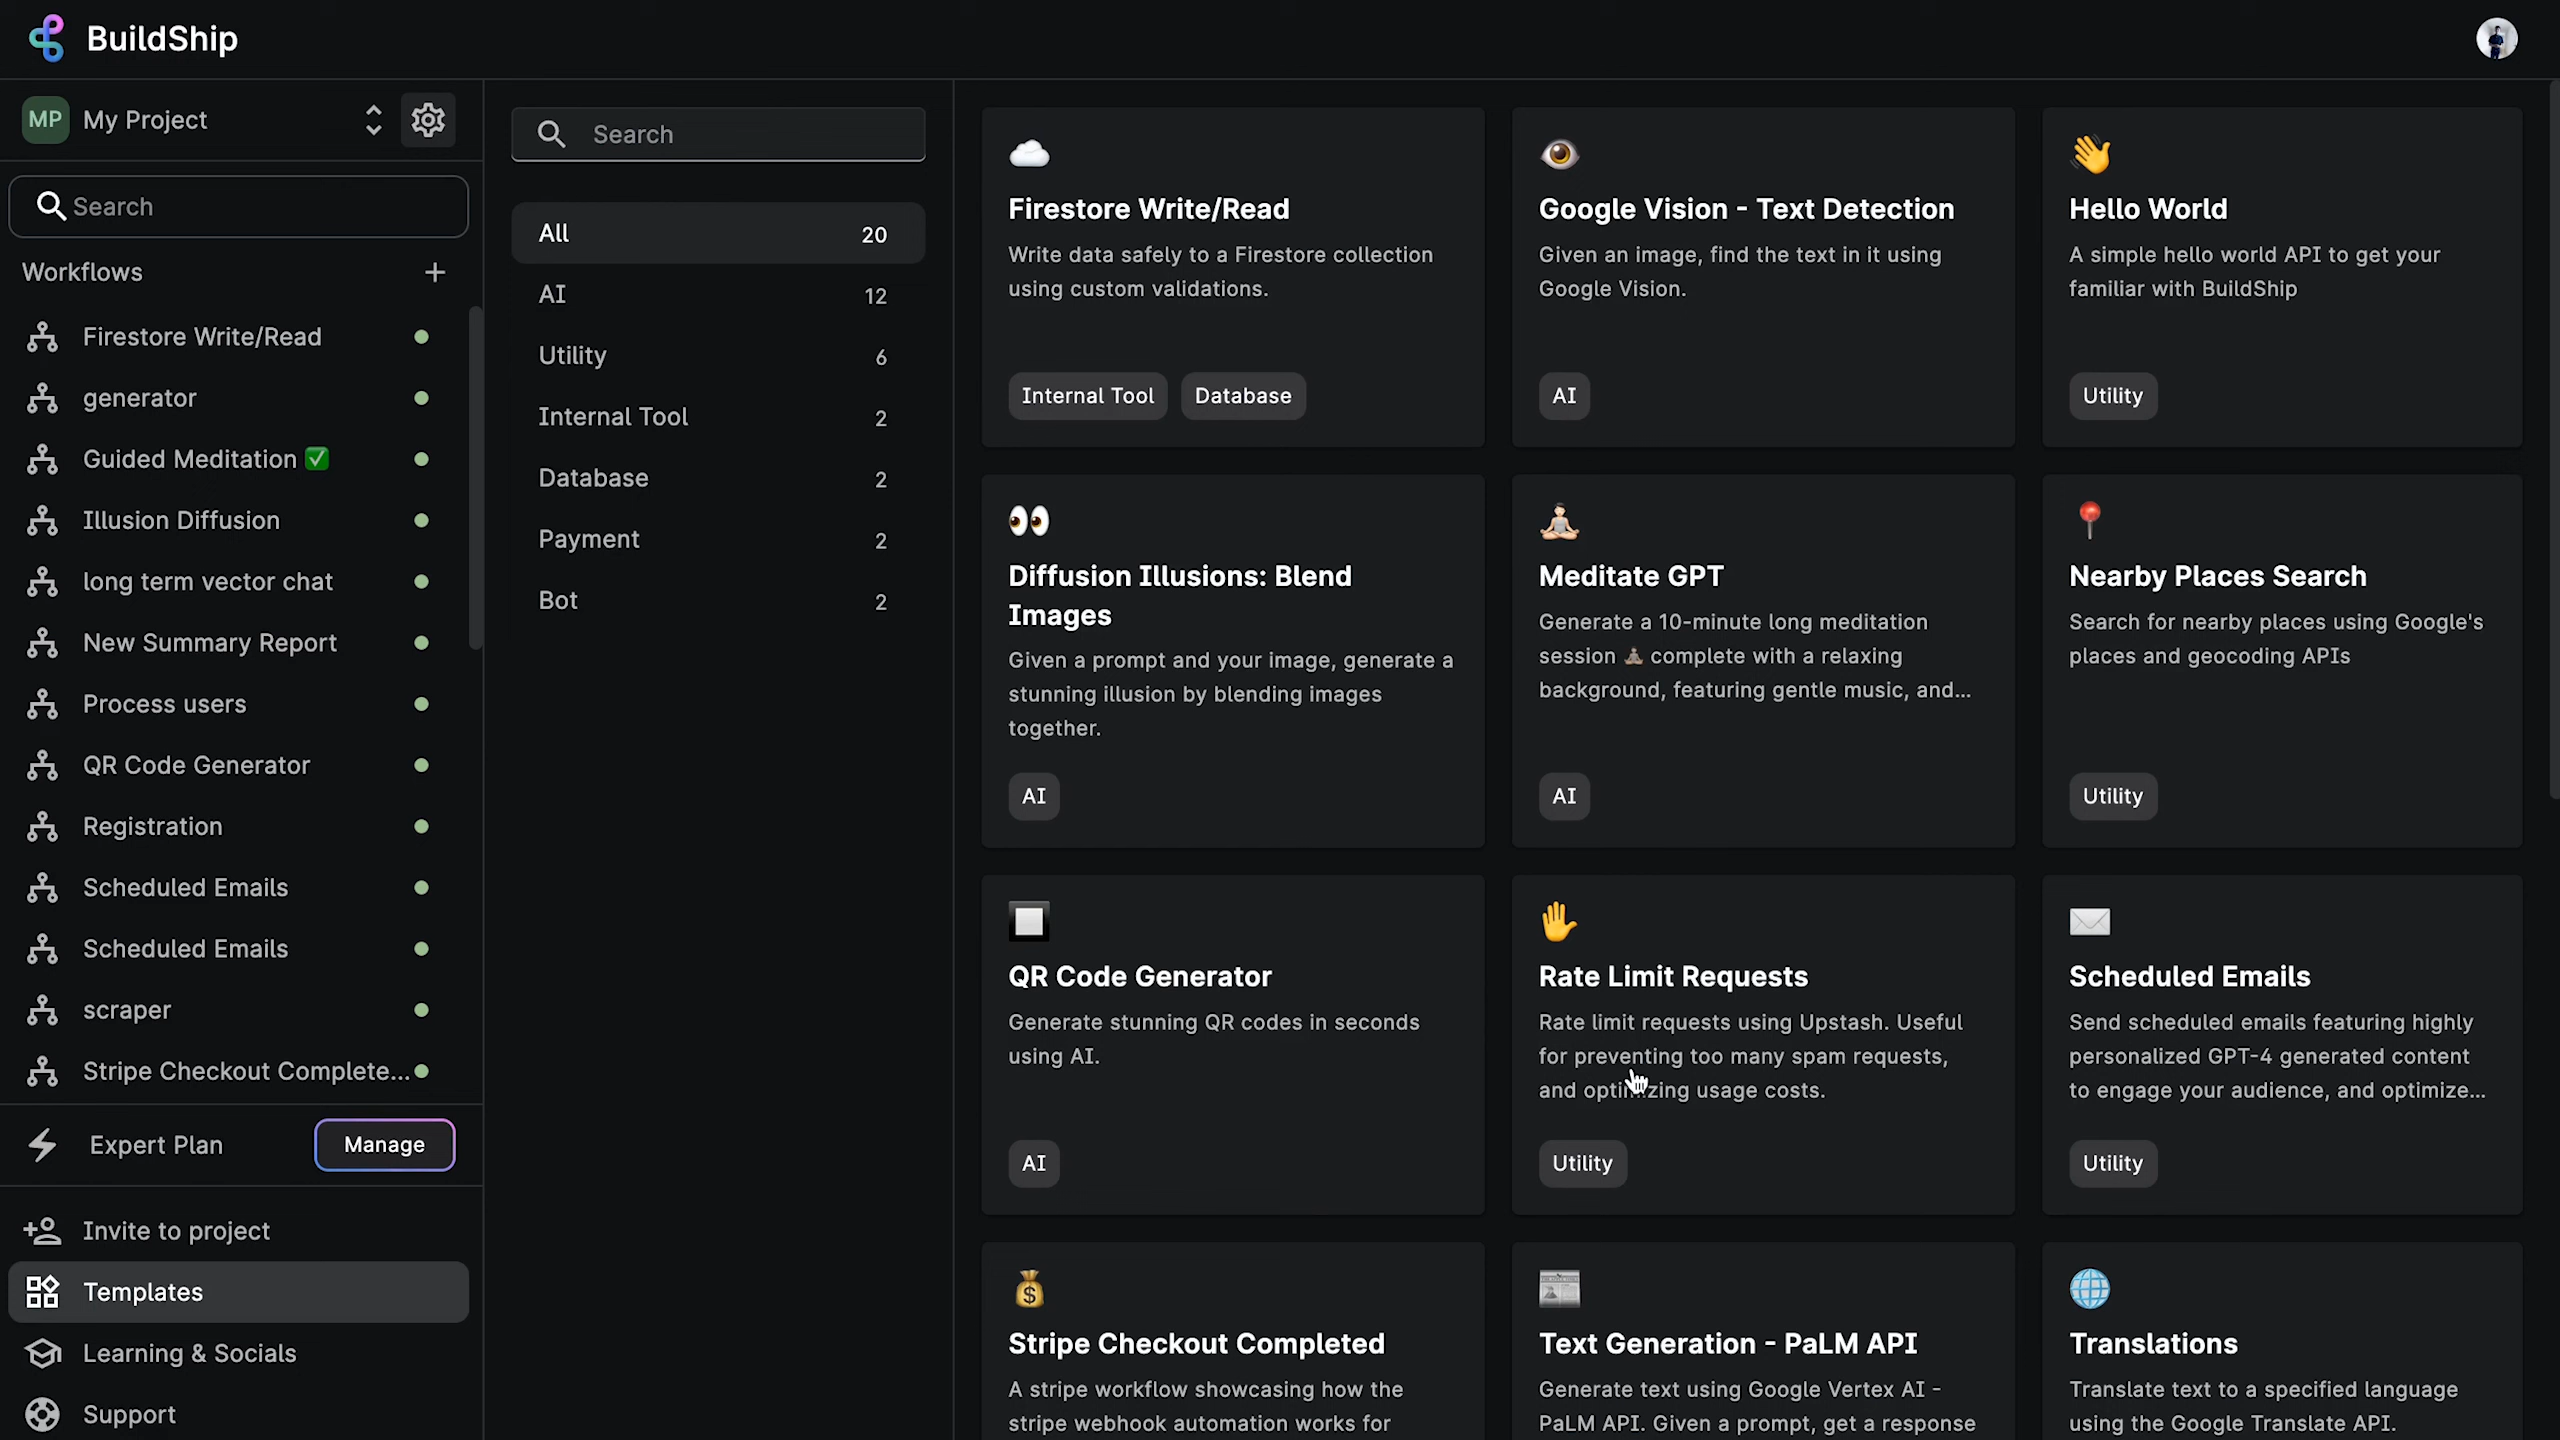 BuildShip
MP My Project
Search
Workflows
Firestore Write/Read
generator
Guided Meditation
Illusion Diffusion
long term vector chat
New Summary Report
Process users
QR Code Generator
Registration
Scheduled Emails
Scheduled Emails
scraper
Stripe Checkout Complete...
Expert Plan
Manage
Invite to project
Templates
Learning & Socials
Support
Search
All 20
AI 12
Utility 6
Internal Tool 2
Database 2
Payment 2
Bot 2
Firestore Write/Read
Write data safely to a Firestore collection
using custom validations.
Internal Tool Database
Google Vision - Text Detection
Given an image, find the text in it using
Google Vision.
AI
Hello World
A simple hello world API to get your
familiar with BuildShip
Utility
Diffusion Illusions: Blend
Images
Given a prompt and your image, generate a
stunning illusion by blending images
together.
AI
Meditate GPT
Generate a 10-minute long meditation
session 🧘 complete with a relaxing
background, featuring gentle music, and...
AI
Nearby Places Search
Search for nearby places using Google's
places and geocoding APIs
Utility
QR Code Generator
Generate stunning QR codes in seconds
using AI.
AI
Rate Limit Requests
Rate limit requests using Upstash. Useful
for preventing too many spam requests,
and optimizing usage costs.
Utility
Scheduled Emails
Send scheduled emails featuring highly
personalized GPT-4 generated content
to engage your audience, and optimize...
Utility
Stripe Checkout Completed
A stripe workflow showcasing how the
stripe webhook automation works for
Text Generation - PaLM API
Generate text using Google Vertex AI -
PaLM API. Given a prompt, get a response
Translations
Translate text to a specified language
using the Google Translate API.